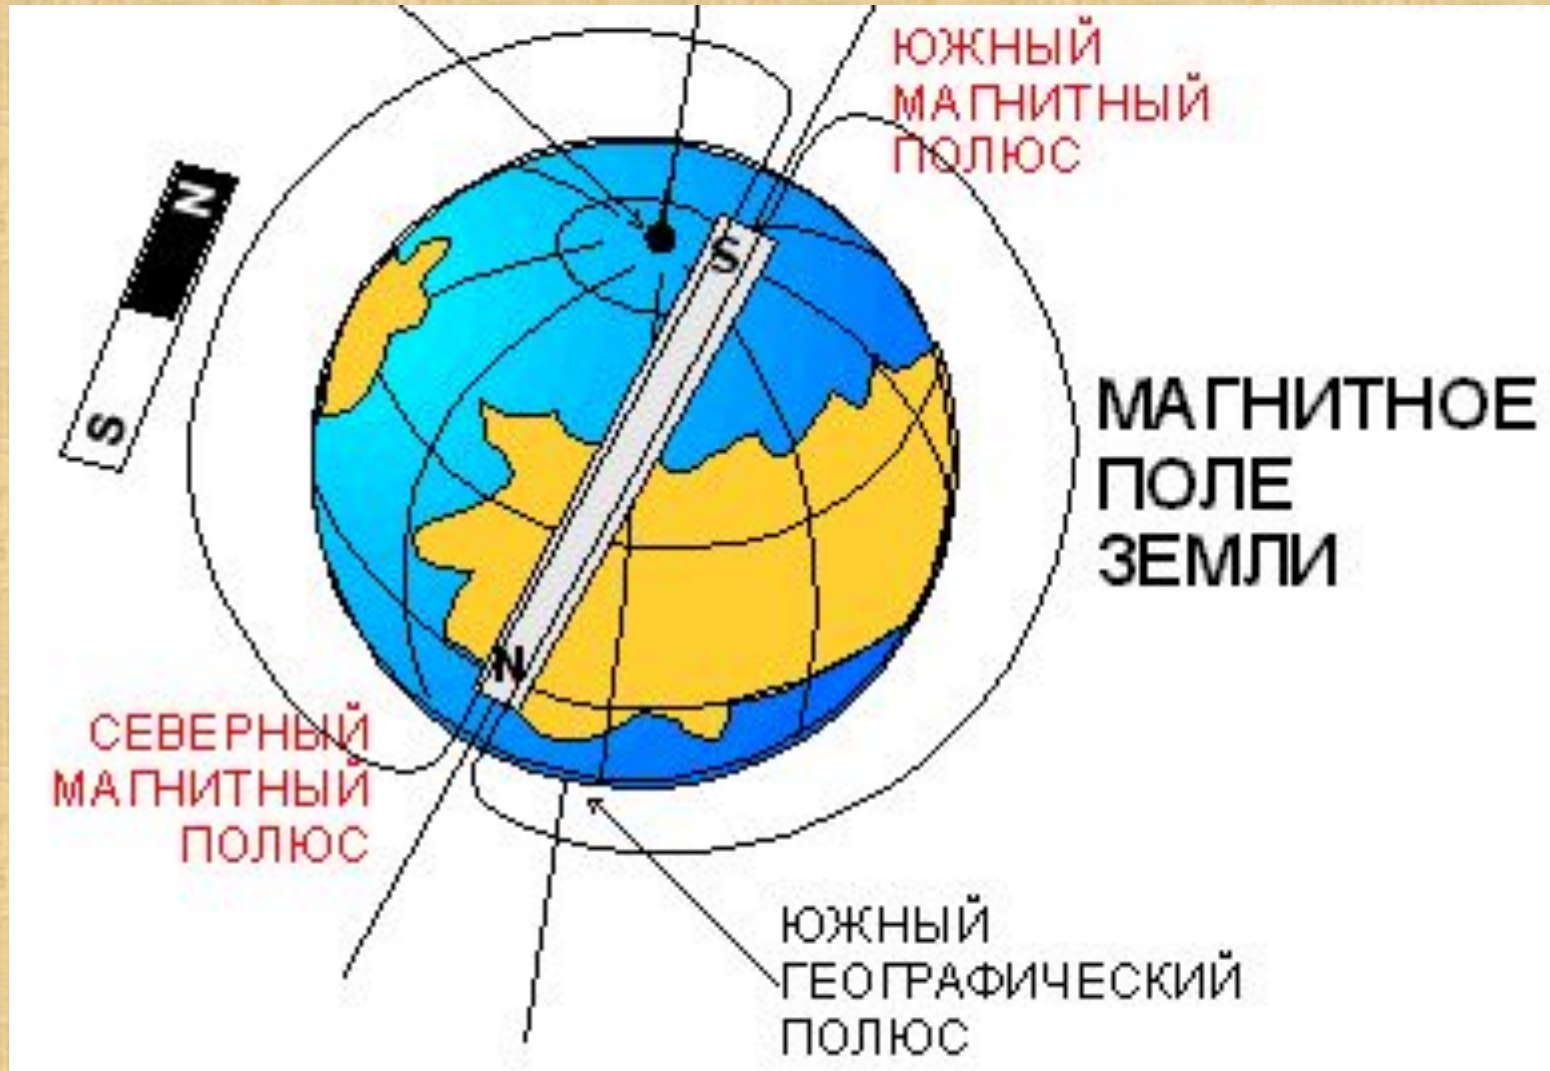 ЮЖНЫЙ
МАГНИТНЫЙ
ПОЛЮС
N
S
S
МАГНИТНОЕ
ПОЛЕ
ЗЕМЛИ
N
СЕВЕРНЫЙ
МАГНИТНЫЙ
ПОЛЮС
ЮЖНЫЙ
ГЕОГРАФИЧЕСКИЙ
ПОЛЮС